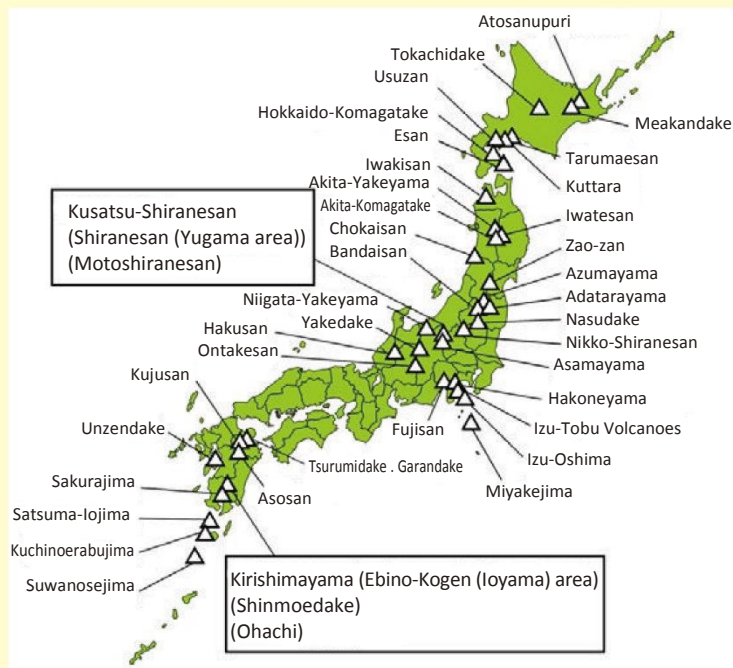 Atosanupuri
Tokachidake
Usuzan
Meakandake
Hokkaido-Komagatake
Esan
Tarumaesan
Iwakisan
Kuttara
Akita-Yakeyama
Kusatsu-Shiranesan
(Shiranesan (Yugama area))
(Motoshiranesan)
Akita-Komagatake
Iwatesan
Chokaisan
Zao-zan
Bandaisan
Azumayama
Niigata-Yakeyama
Adatarayama
Yakedake
Nasudake
Hakusan
Nikko-Shiranesan
Ontakesan
Asamayama
Kujusan
Hakoneyama
Unzendake
Fujisan
Izu-Tobu Volcanoes
Tsurumidake . Garandake
Izu-Oshima
Sakurajima
Asosan
Miyakejima
Satsuma-Iojima
Kuchinoerabujima
Suwanosejima
Kirishimayama (Ebino-Kogen (Ioyama) area)
(Shinmoedake)
(Ohachi)